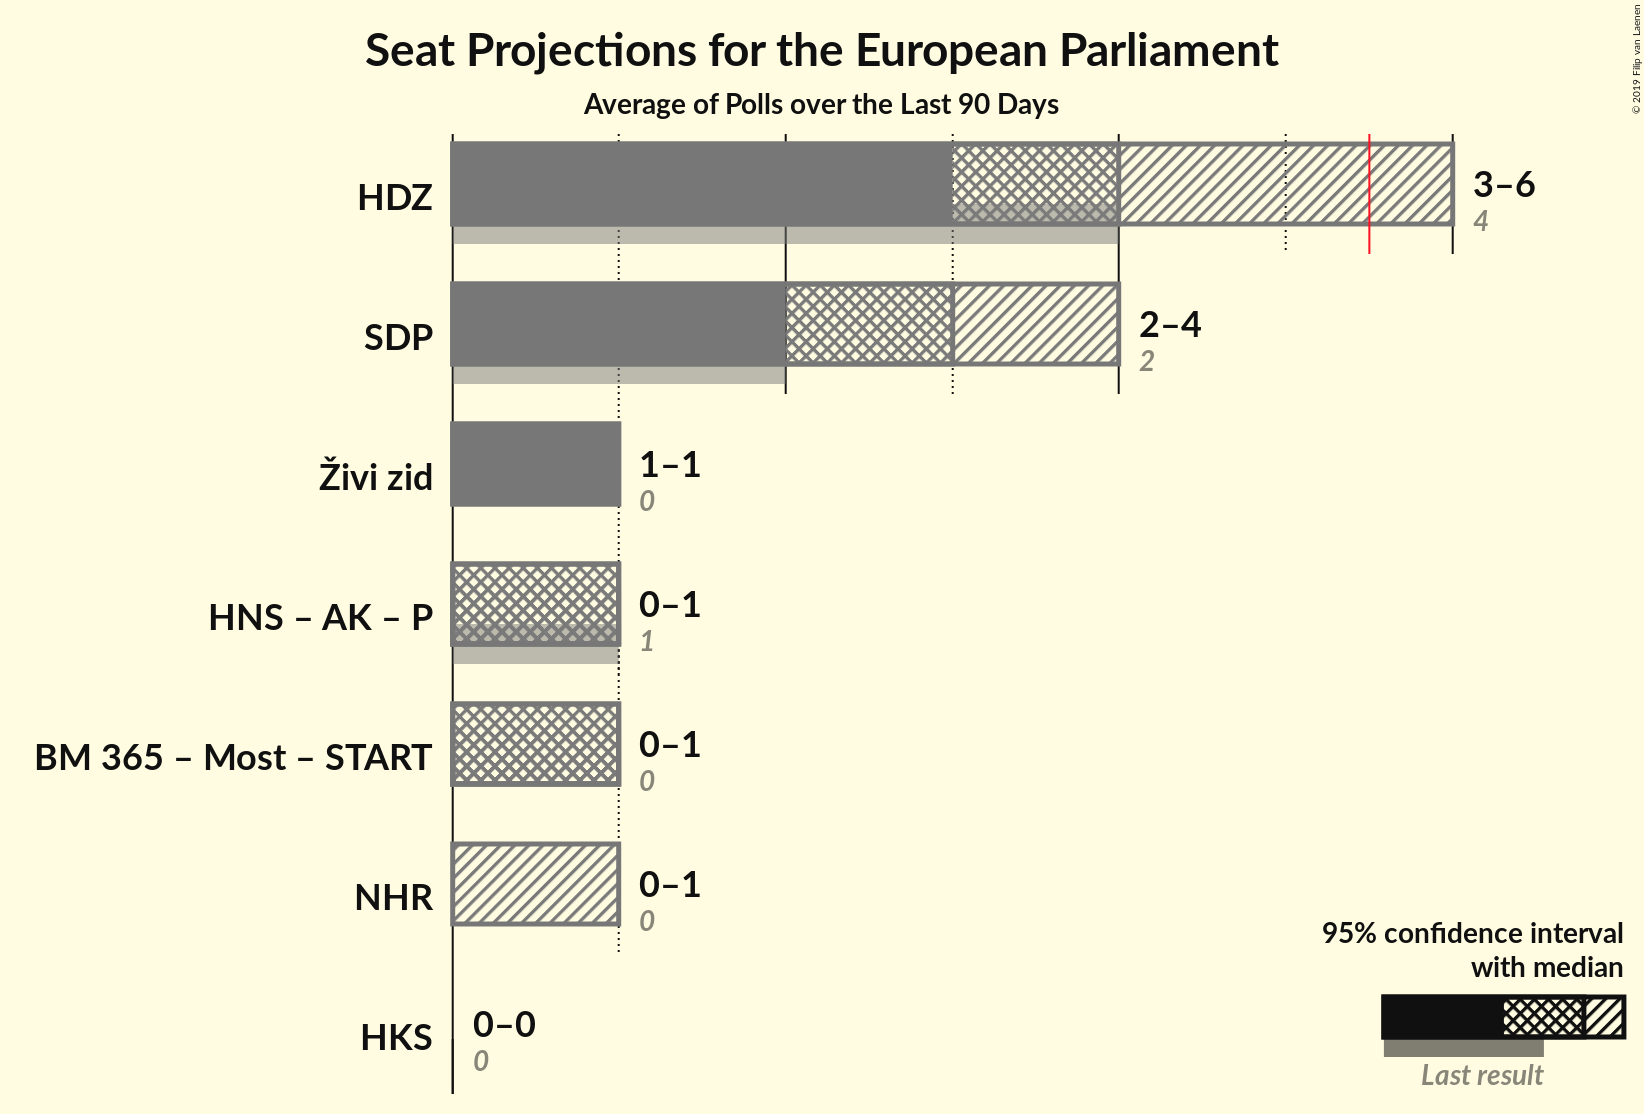 Seat Projections for the European Parliament
Average of Polls over the Last 90 Days
© 2019 Filip van Laenen
HDZ
3–6
4
SDP
2–4
2
Živi zid
1–1
0
HNS – AK – P
0–1
1
BM 365 – Most – START
0–1
0
NHR
0–1
0
HKS
0–0
0
95% confidence interval
with median
Last result